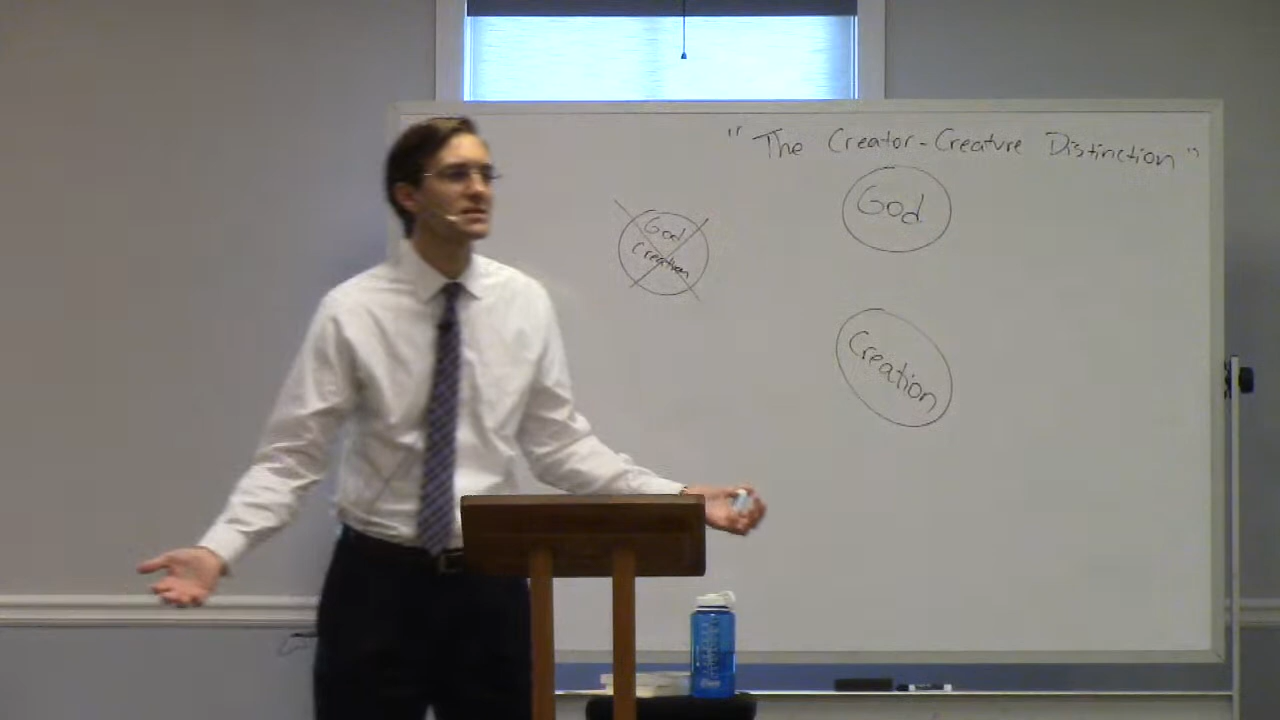 " The Creator-Creature Distinction "
God
God
Creation
Creation